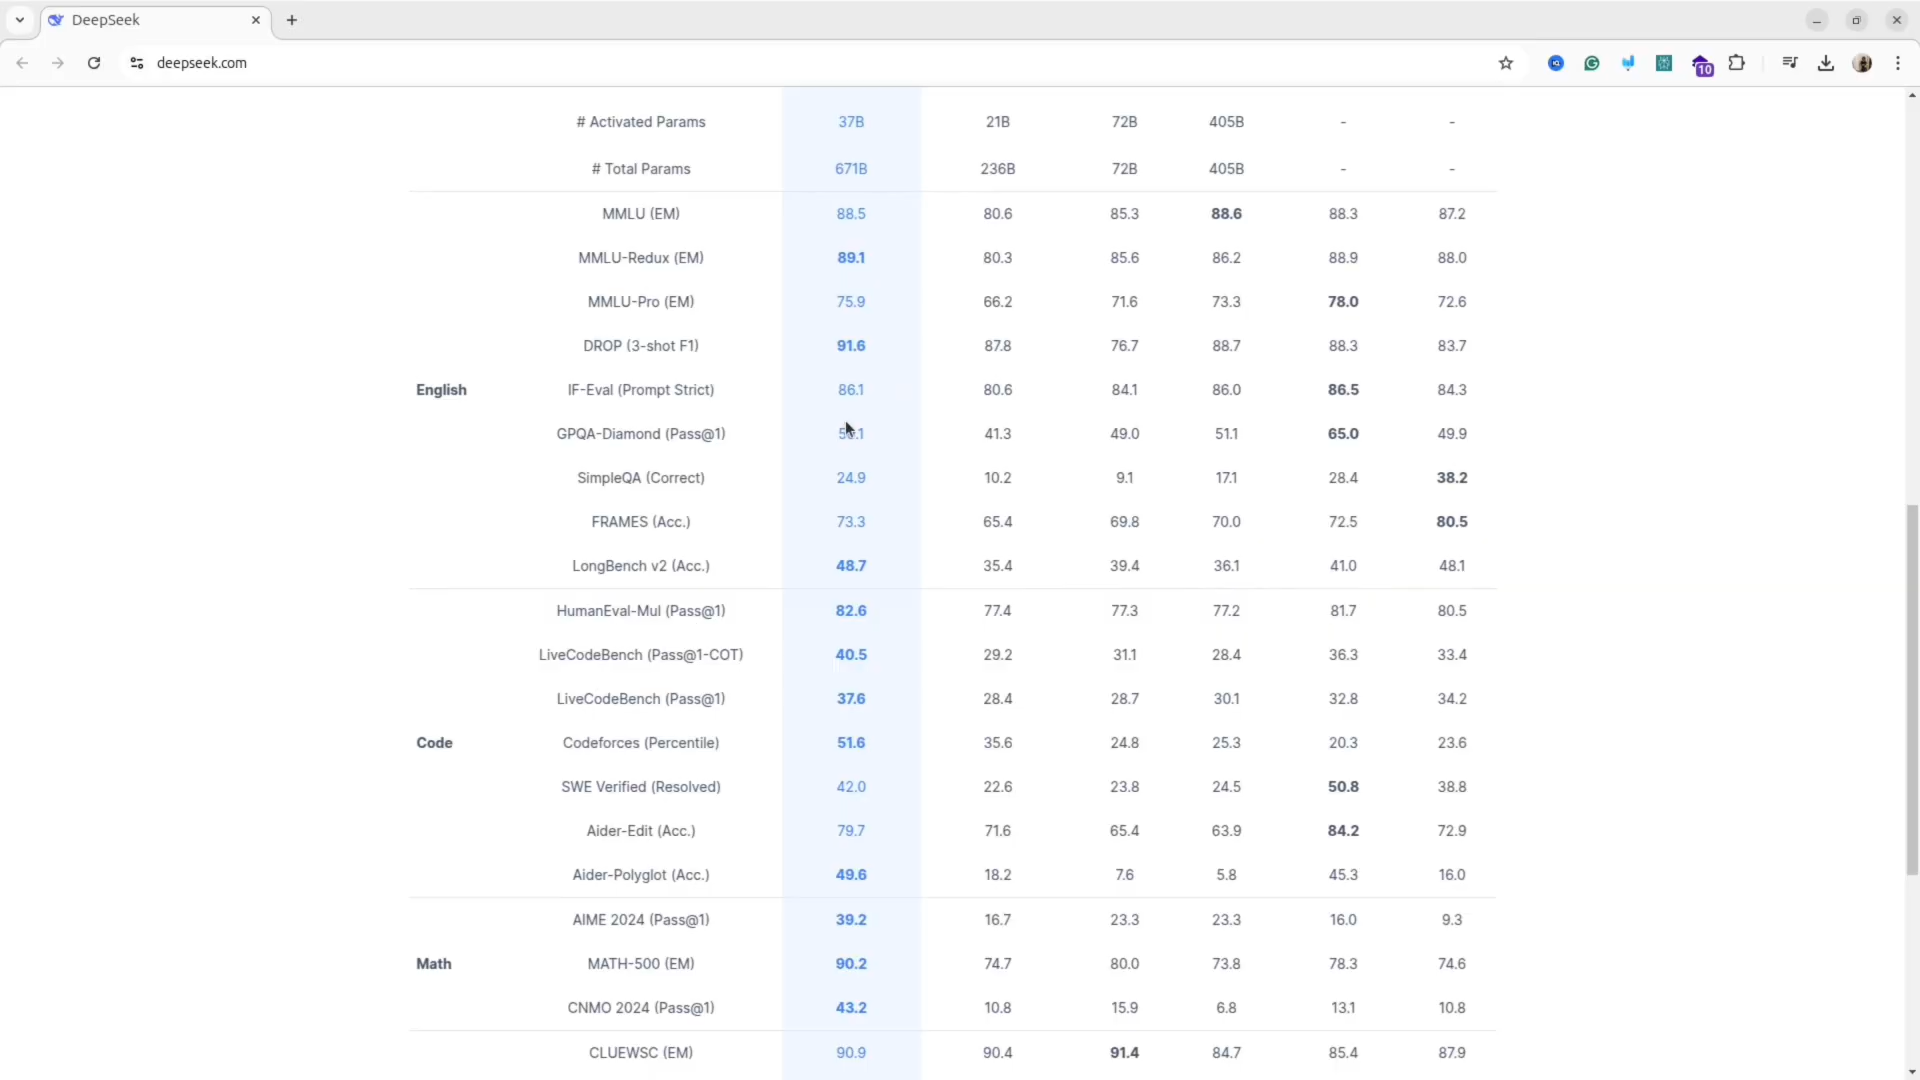 DeepSeek
deepseek.com
10
# Activated Params 37B 21B 72B 405B - -
# Total Params 671B 236B 72B 405B - -
MMLU (EM) 88.5 80.6 85.3 88.6 88.3 87.2
MMLU-Redux (EM) 89.1 80.3 85.6 86.2 88.9 88.0
MMLU-Pro (EM) 75.9 66.2 71.6 73.3 78.0 72.6
DROP (3-shot F1) 91.6 87.8 76.7 88.7 88.3 83.7
English IF-Eval (Prompt Strict) 86.1 80.6 84.1 86.0 86.5 84.3
GPQA-Diamond (Pass@1) 41.3 49.0 51.1 65.0 49.9
SimpleQA (Correct) 24.9 10.2 9.1 17.1 28.4 38.2
FRAMES (Acc.) 73.3 65.4 69.8 70.0 72.5 80.5
LongBench v2 (Acc.) 48.7 35.4 39.4 36.1 41.0 48.1
HumanEval-Mul (Pass@1) 82.6 77.4 77.3 77.2 81.7 80.5
LiveCodeBench (Pass@1-COT) 40.5 29.2 31.1 28.4 36.3 33.4
LiveCodeBench (Pass@1) 37.6 28.4 28.7 30.1 32.8 34.2
Code Codeforces (Percentile) 51.6 35.6 24.8 25.3 20.3 23.6
SWE Verified (Resolved) 42.0 22.6 23.8 24.5 50.8 38.8
Aider-Edit (Acc.) 79.7 71.6 65.4 63.9 84.2 72.9
Aider-Polyglot (Acc.) 49.6 18.2 7.6 5.8 45.3 16.0
AIME 2024 (Pass@1) 39.2 16.7 23.3 23.3 16.0 9.3
Math MATH-500 (EM) 90.2 74.7 80.0 73.8 78.3 74.6
CNMO 2024 (Pass@1) 43.2 10.8 15.9 6.8 13.1 10.8
CLUEWSC (EM) 90.9 90.4 91.4 84.7 85.4 87.9